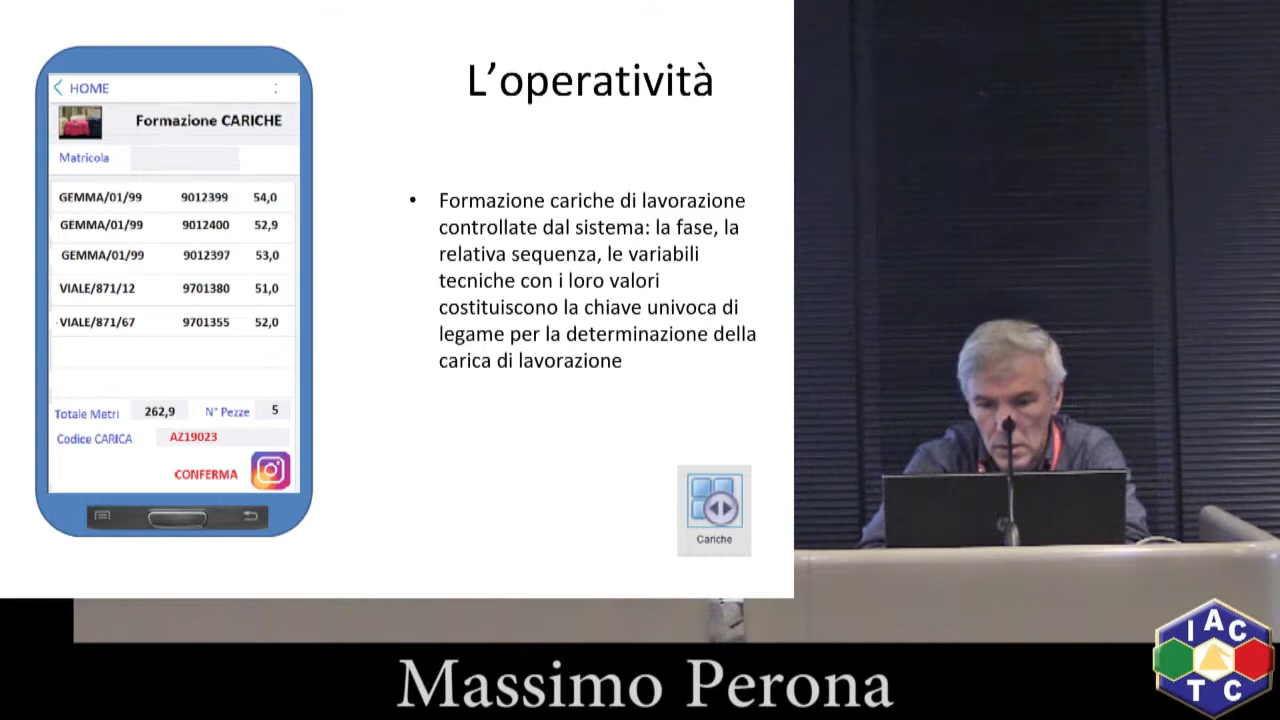 L'operatività
HOME
Formazione CARICHE
Matricola
GEMMA/01/99 9012399 54,0
GEMMA/01/99 9012400 52,9
GEMMA/01/99 9012397 53,0
VIALE/871/12 9701380 51,0
VIALE/871/67 9701355 52,0
Totale Metri 262,9 N° Pezze 5
Codice CARICA AZ19023
CONFERMA
• Formazione cariche di lavorazione
controllate dal sistema: la fase, la
relativa sequenza, le variabili
tecniche con i loro valori
costituiscono la chiave univoca di
legame per la determinazione della
carica di lavorazione
Cariche
Massimo Perona
IACTC